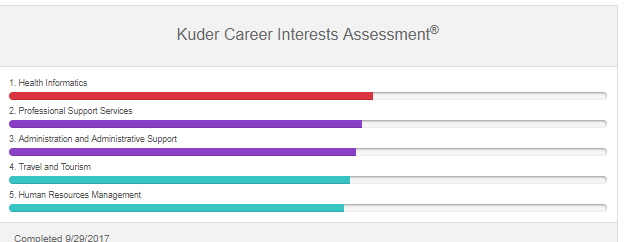 Kuder Career Interests Assessment®
1. Health Informatics
2. Professional Support Services
3. Administration and Administrative Support
4. Travel and Tourism
5. Human Resources Management
Completed 9/29/2017